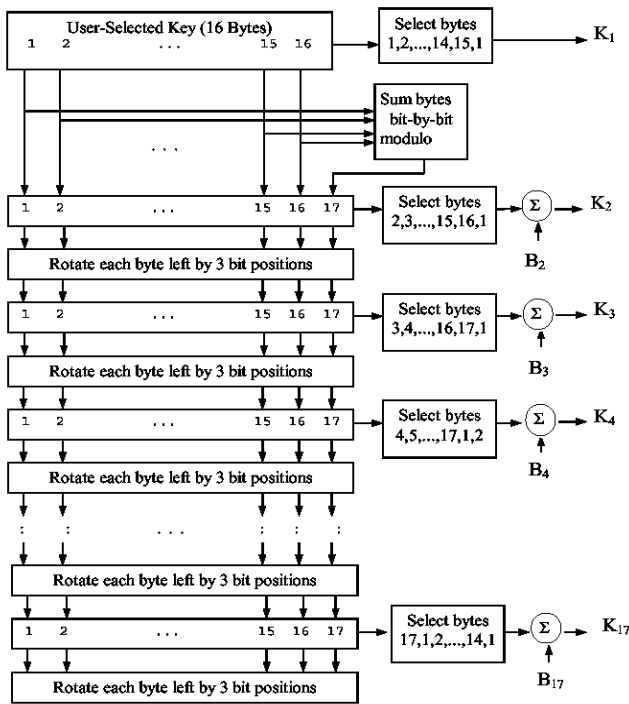 User-Selected Key (16 Bytes)
1 2 ... 15 16
Select bytes
1,2,...,14,15,1
K1
Sum bytes
bit-by-bit
modulo
...
1 2 ... 15 16 17
Select bytes
2,3,...,15,16,1
Σ
K2
B2
Rotate each byte left by 3 bit positions
1 2 ... 15 16 17
Select bytes
3,4,...,16,17,1
Σ
K3
B3
Rotate each byte left by 3 bit positions
1 2 ... 15 16 17
Select bytes
4,5,...,17,1,2
Σ
K4
B4
Rotate each byte left by 3 bit positions
: : ... : : :
Rotate each byte left by 3 bit positions
1 2 ... 15 16 17
Select bytes
17,1,2,...,14,1
Σ
K17
B17
Rotate each byte left by 3 bit positions